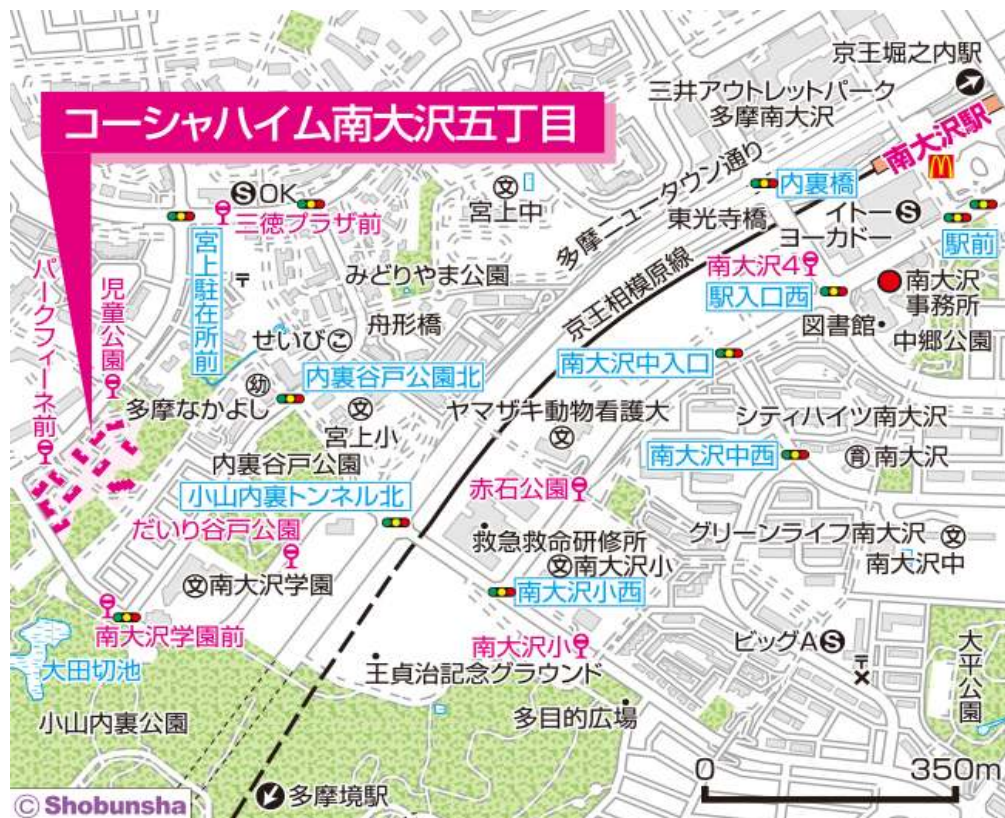 京王堀之内駅
三井アウトレットパーク
多摩南大沢
コーシャハイム南大沢五丁目
南大沢駅
内裏橋
S OK
三徳プラザ前
文
宮上中
多摩ニュータウン通り
東光寺橋
イトー
ヨーカドー
S
駅前
宮上駐在所前
みどりやま公園
京王相模原線
南大沢4
駅入口西
南大沢
事務所
図書館
中郷公園
児童公園
パークフィーネ前
せいび こ
舟形橋
幼
多摩なかよし
内裏谷戸公園北
文
宮上小
南大沢中入口
ヤマザキ動物看護大
文
シティハイツ南大沢
南大沢中西
育 南大沢
内裏谷戸公園
小山内裏トンネル北
赤石公園
だいり谷戸公園
救急救命研修所
グリーンライフ南大沢
文
南大沢中
文 南大沢学園
文 南大沢小
南大沢小西
南大沢学園前
大田切池
南大沢小
王貞治記念グラウンド
ビッグA S
大平公園
小山内裏公園
多目的広場
多摩境駅
0 350m
© Shobunsha